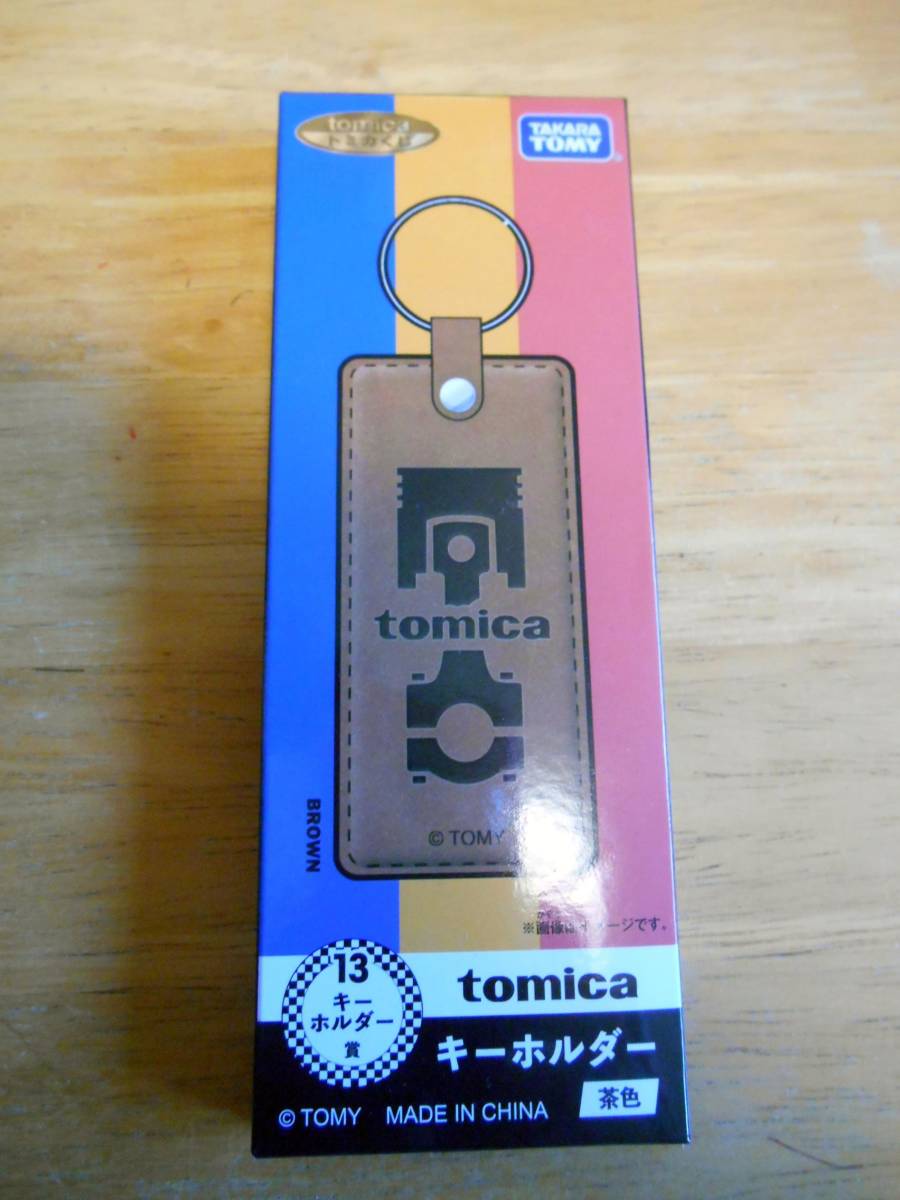 tomica
トミカくじ
TAKARA
TOMY
tomica
© TOMY
BROWN
※画像はイメージです。
13
キー
ホルダー
賞
tomica
キーホルダー
茶色
© TOMY MADE IN CHINA